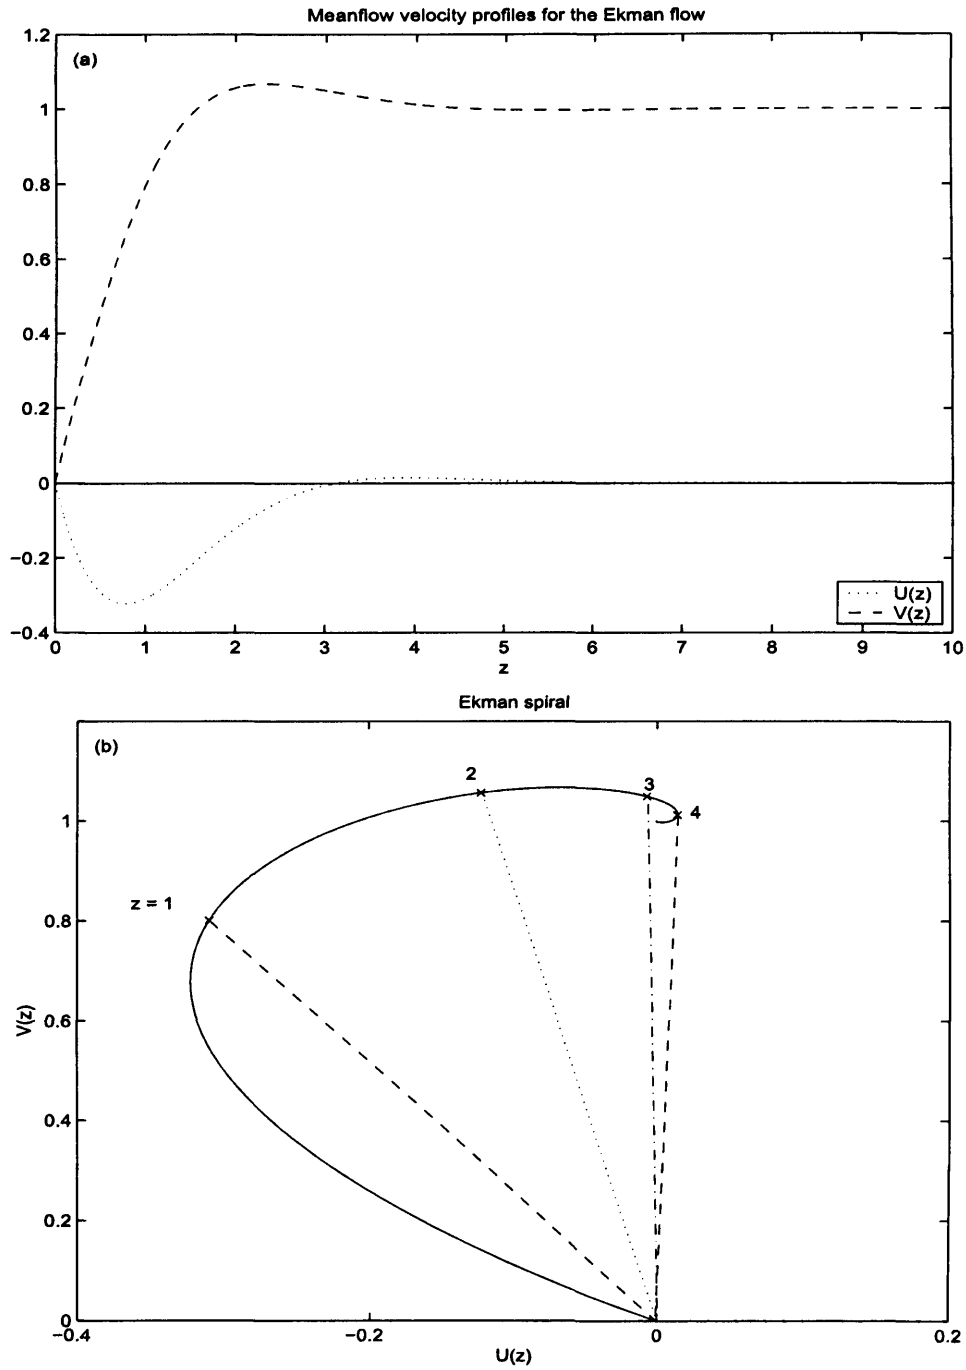 Meanflow velocity profiles for the Ekman flow
1.2
(a)
1
0.8
0.6
0.4
0.2
0
−0.2
−0.4
U(z)
V(z)
0 1 2 3 4 5 6 7 8 9 10
z
Ekman spiral
(b)
2
3
4
1
z = 1
0.8
0.6
V(z)
0.4
0.2
0
−0.4 −0.2 0 0.2
U(z)